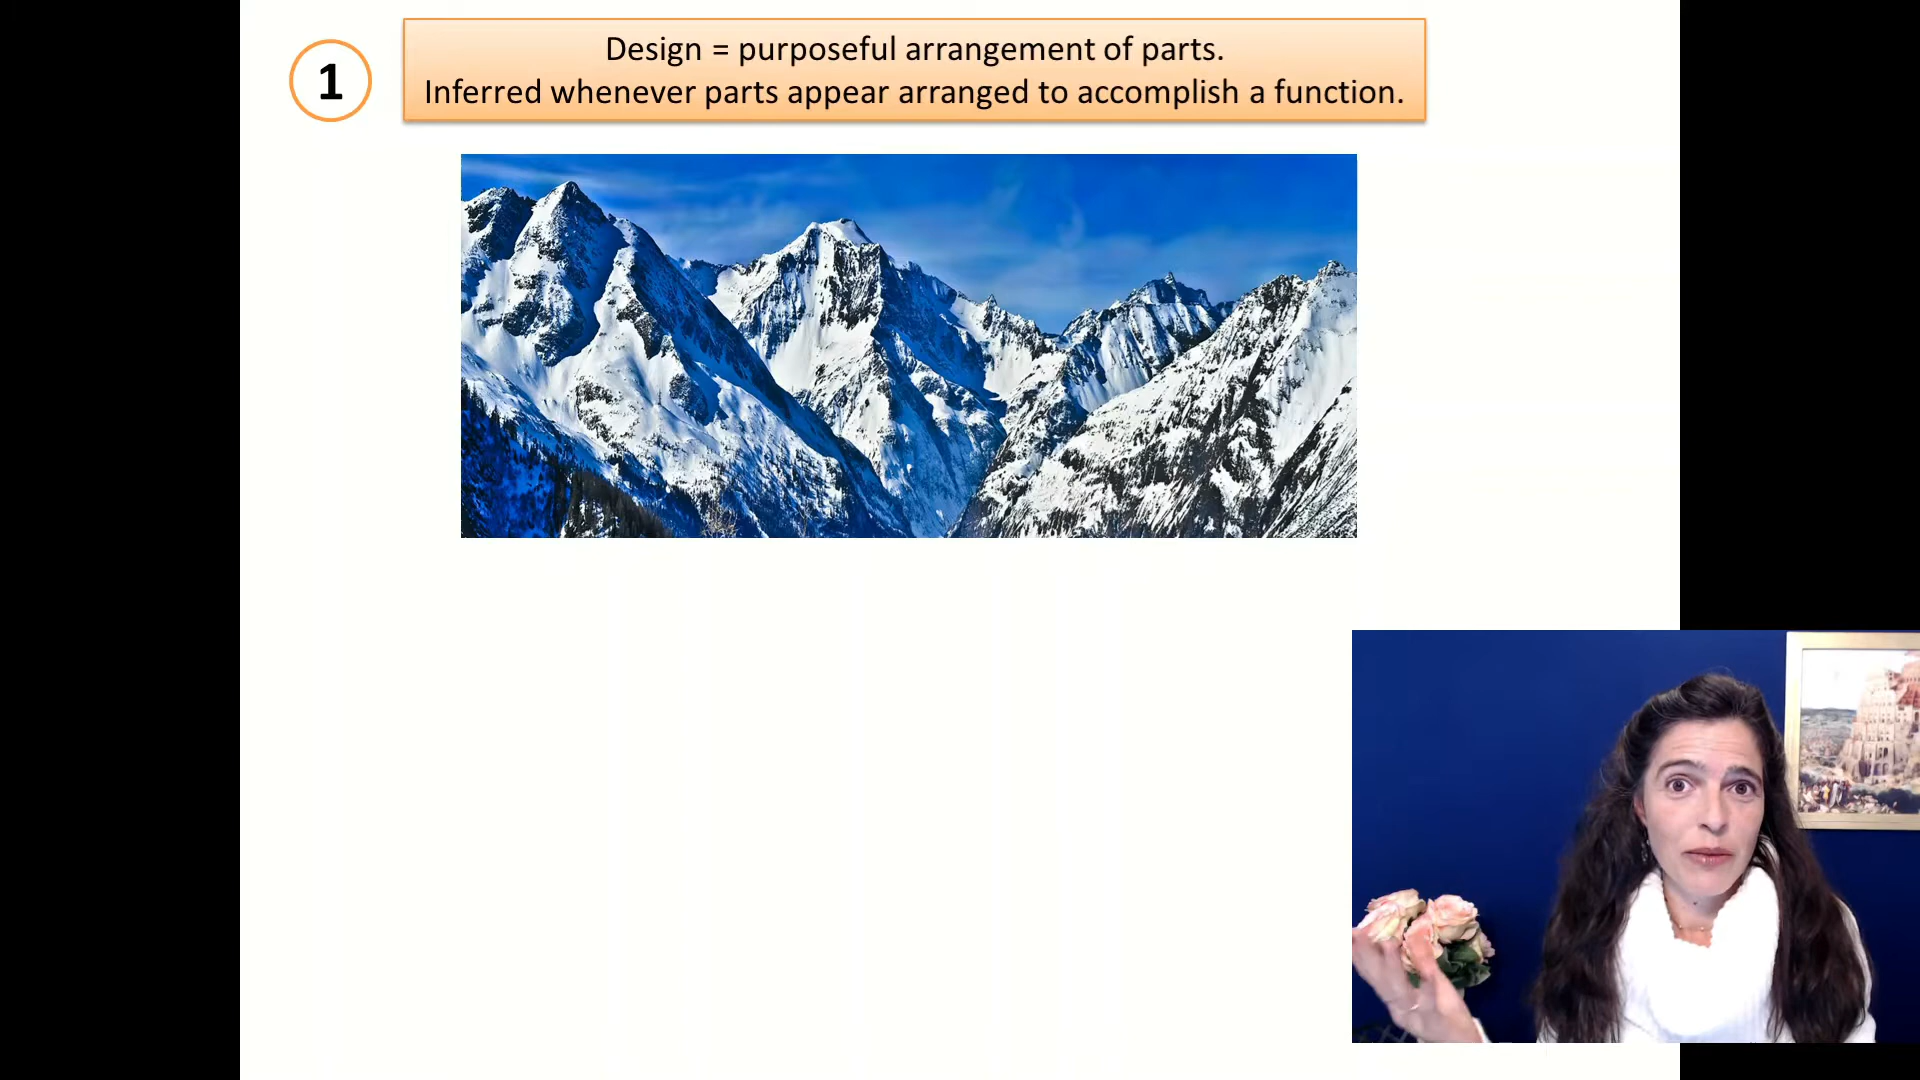 1
Design = purposeful arrangement of parts.
Inferred whenever parts appear arranged to accomplish a function.